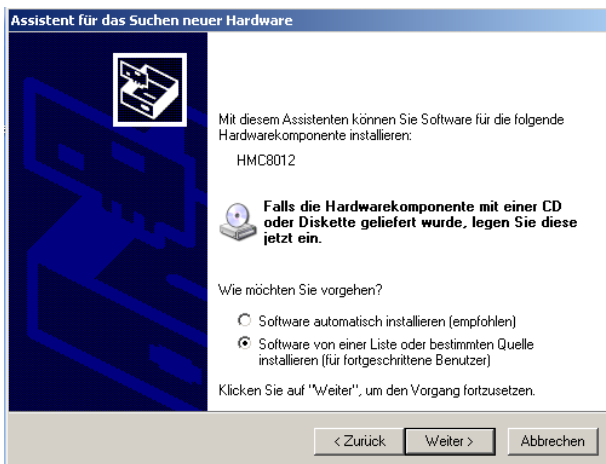 Assistent für das Suchen neuer Hardware
Mit diesem Assistenten können Sie Software für die folgende
Hardwarekomponente installieren:
HMC8012
Falls die Hardwarekomponente mit einer CD
oder Diskette geliefert wurde, legen Sie diese
jetzt ein.
Wie möchten Sie vorgehen?
Software automatisch installieren (empfohlen)
Software von einer Liste oder bestimmten Quelle
installieren (für fortgeschrittene Benutzer)
Klicken Sie auf "Weiter", um den Vorgang fortzusetzen.
< Zurück Weiter > Abbrechen